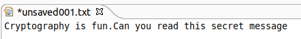 *unsaved001.txt
Cryptography is fun.Can you read this secret message